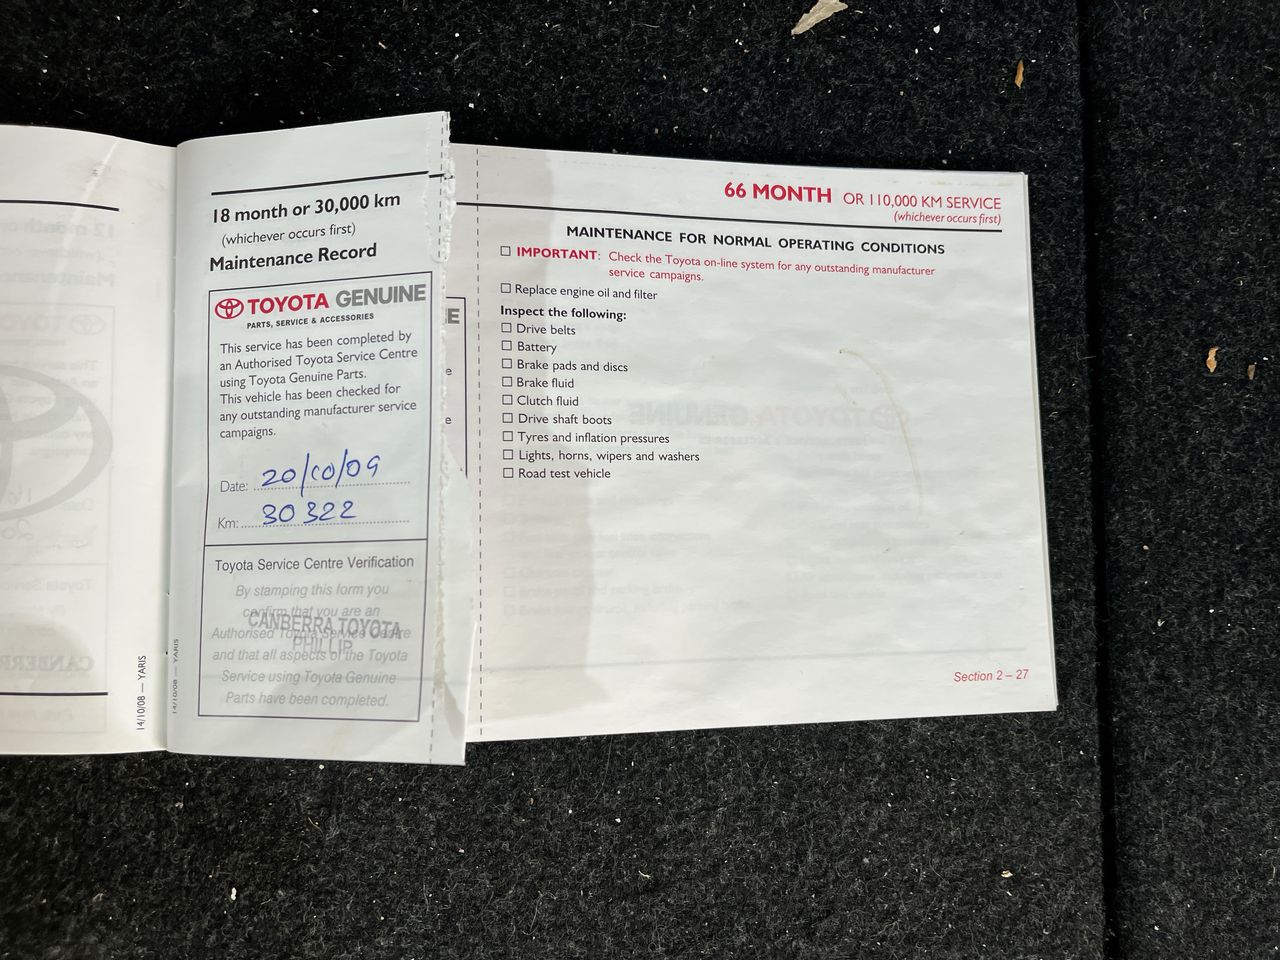 18 month or 30,000 km
(whichever occurs first)
Maintenance Record
TOYOTA GENUINE
PARTS, SERVICE & ACCESSORIES
This service has been completed by
an Authorised Toyota Service Centre
using Toyota Genuine Parts.
This vehicle has been checked for
any outstanding manufacturer service
campaigns.
Date: 20/10/09
Km: 30 322
Toyota Service Centre Verification
By stamping this form you
confirm that you are an
CANBERRA TOYOTA
Authorised Toyota Service Centre
PHILLIP
and that all aspects of the Toyota
Service using Toyota Genuine
Parts have been completed.
14/10/08 — YARIS
14/10/08 — YARIS
E
e
e
66 MONTH OR 110,000 KM SERVICE
(whichever occurs first)
MAINTENANCE FOR NORMAL OPERATING CONDITIONS
IMPORTANT: Check the Toyota on-line system for any outstanding manufacturer
service campaigns.
Replace engine oil and filter
Inspect the following:
Drive belts
Battery
Brake pads and discs
Brake fluid
Clutch fluid
Drive shaft boots
Tyres and inflation pressures
Lights, horns, wipers and washers
Road test vehicle
Section 2 – 27